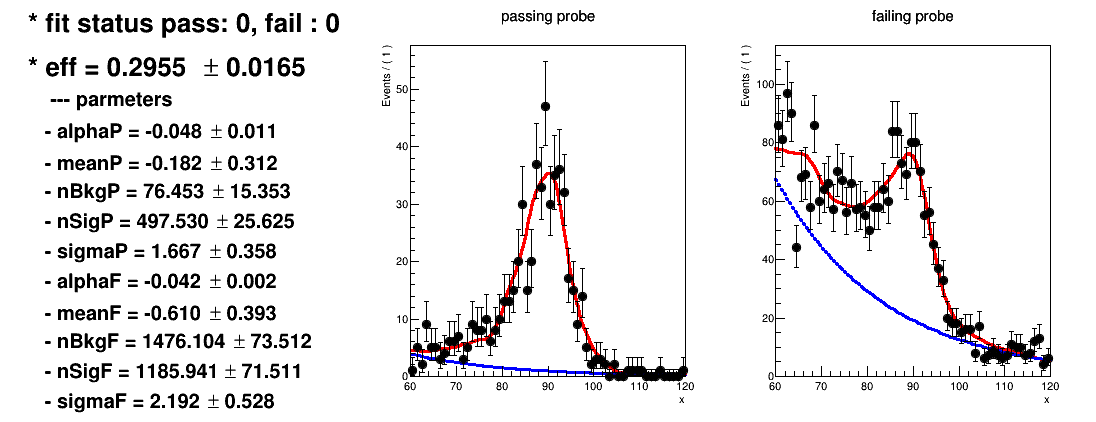 * fit status pass: 0, fail : 0
* eff = 0.2955 ± 0.0165
--- parmeters
- alphaP = -0.048 ± 0.011
- meanP = -0.182 ± 0.312
- nBkgP = 76.453 ± 15.353
- nSigP = 497.530 ± 25.625
- sigmaP = 1.667 ± 0.358
- alphaF = -0.042 ± 0.002
- meanF = -0.610 ± 0.393
- nBkgF = 1476.104 ± 73.512
- nSigF = 1185.941 ± 71.511
- sigmaF = 2.192 ± 0.528
passing probe
Events / ( 1 )
50
40
30
20
10
0
60 70 80 90 100 110 120
x
failing probe
Events / ( 1 )
100
80
60
40
20
0
60 70 80 90 100 110 120
x